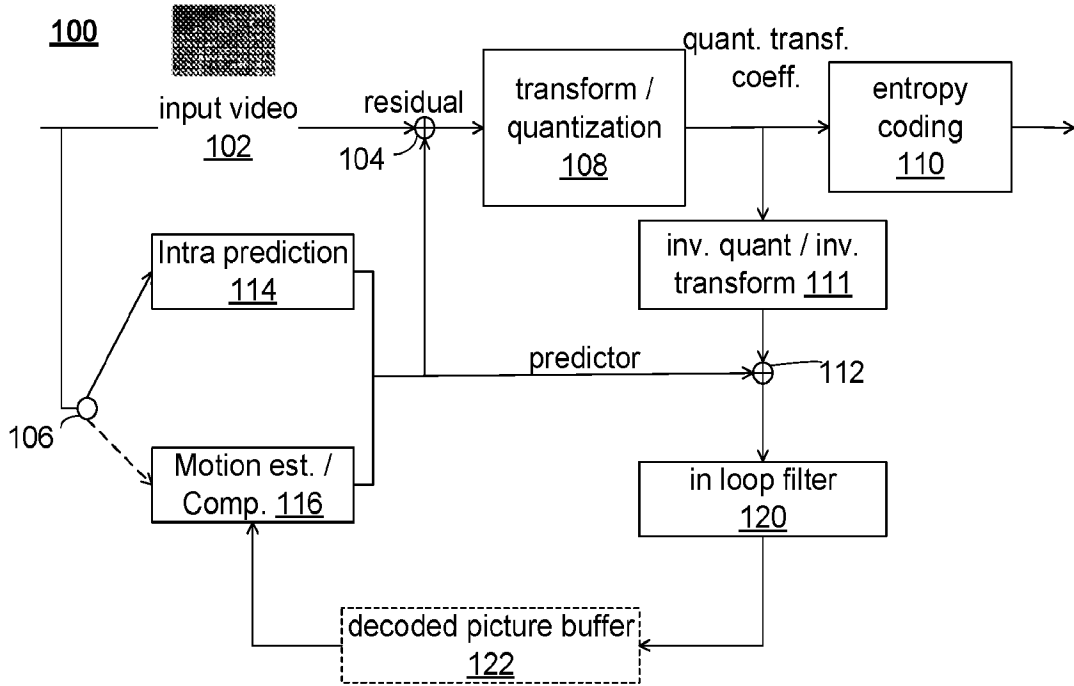 100
input video
102
residual
104
transform /
quantization
108
quant. transf.
coeff.
entropy
coding
110
Intra prediction
114
inv. quant / inv.
transform 111
predictor
112
106
Motion est. /
Comp. 116
in loop filter
120
decoded picture buffer
122